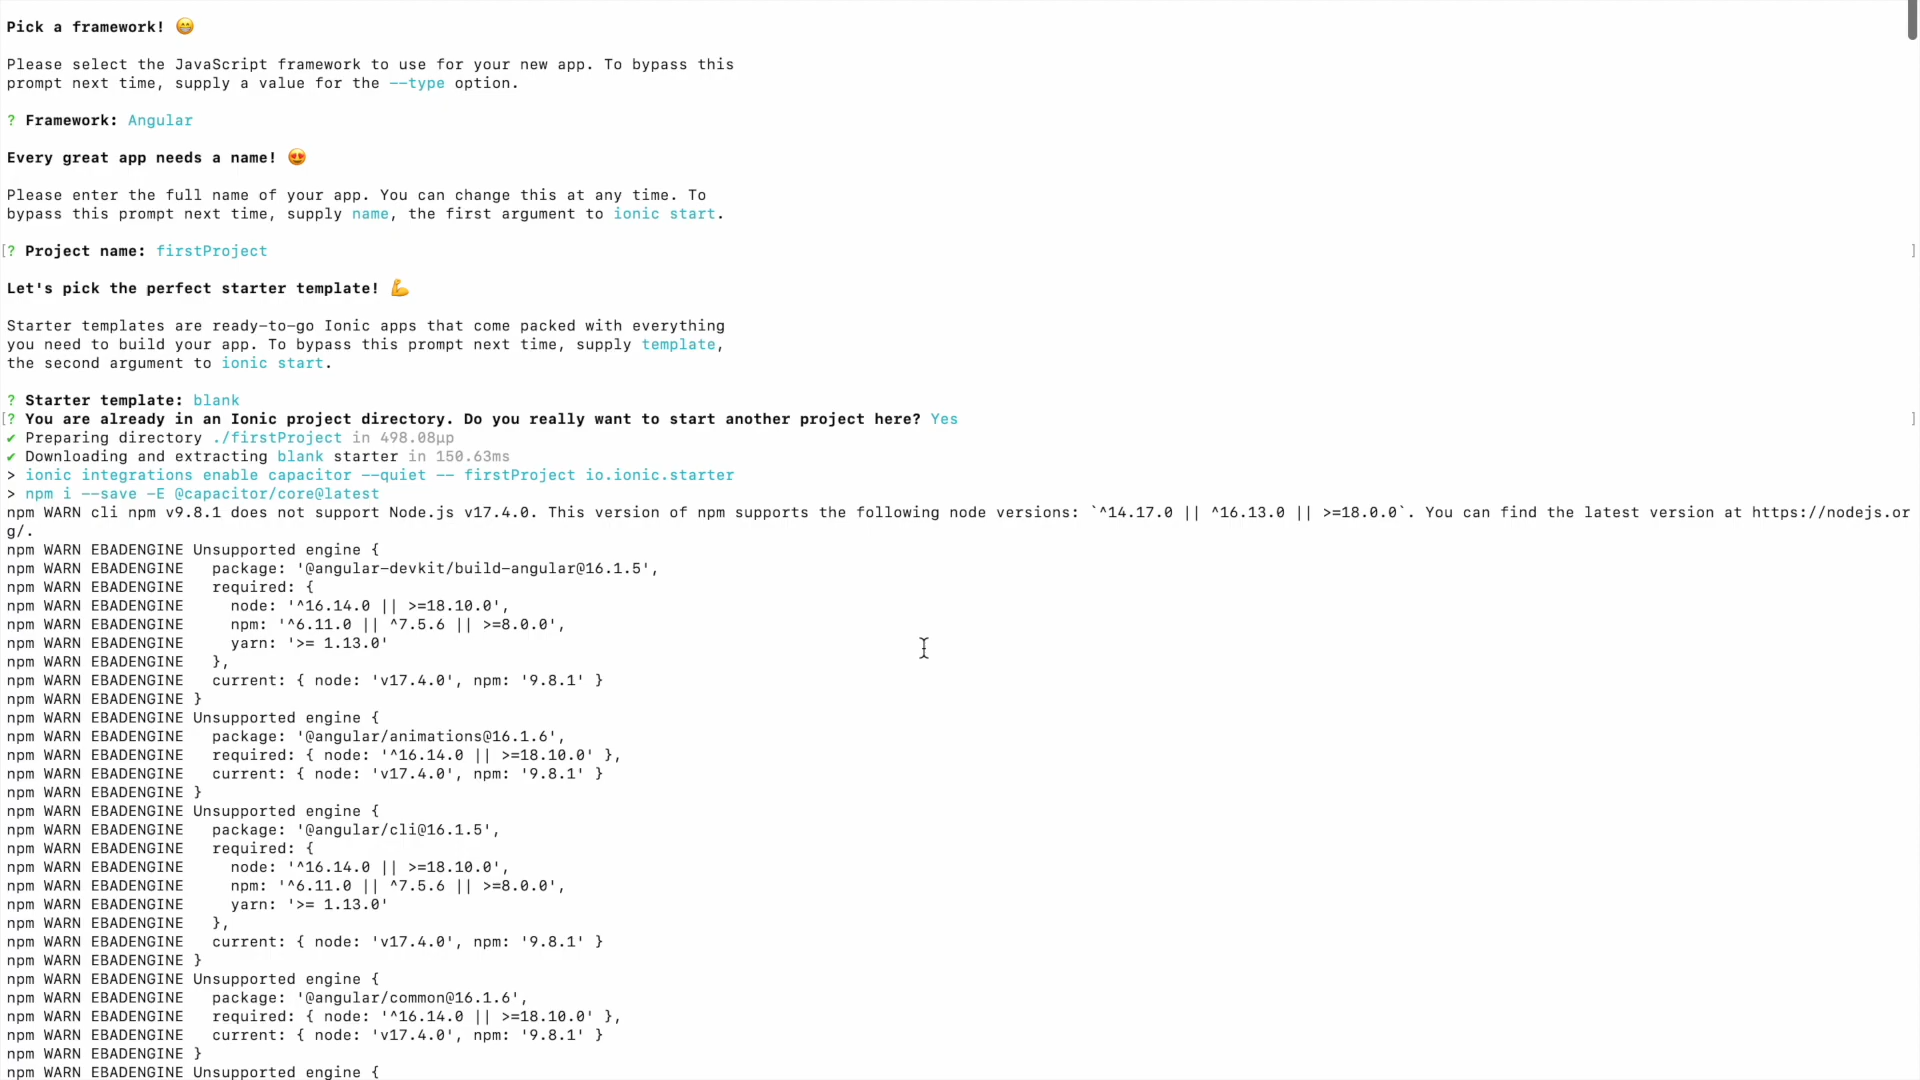 Pick a framework! 😁
Please select the JavaScript framework to use for your new app. To bypass this
prompt next time, supply a value for the --type option.
? Framework: Angular
Every great app needs a name! 😍
Please enter the full name of your app. You can change this at any time. To
bypass this prompt next time, supply name, the first argument to ionic start.
[? Project name: firstProject ]
Let's pick the perfect starter template! 💪
Starter templates are ready-to-go Ionic apps that come packed with everything
you need to build your app. To bypass this prompt next time, supply template,
the second argument to ionic start.
? Starter template: blank
[? You are already in an Ionic project directory. Do you really want to start another project here? Yes ]
✔ Preparing directory ./firstProject in 498.08μp
✔ Downloading and extracting blank starter in 150.63ms
> ionic integrations enable capacitor --quiet -- firstProject io.ionic.starter
> npm i --save -E @capacitor/core@latest
npm WARN cli npm v9.8.1 does not support Node.js v17.4.0. This version of npm supports the following node versions: `^14.17.0 || ^16.13.0 || >=18.0.0`. You can find the latest version at https://nodejs.or
g/.
npm WARN EBADENGINE Unsupported engine {
npm WARN EBADENGINE   package: '@angular-devkit/build-angular@16.1.5',
npm WARN EBADENGINE   required: {
npm WARN EBADENGINE     node: '^16.14.0 || >=18.10.0',
npm WARN EBADENGINE     npm: '^6.11.0 || ^7.5.6 || >=8.0.0',
npm WARN EBADENGINE     yarn: '>= 1.13.0'
npm WARN EBADENGINE   },
npm WARN EBADENGINE   current: { node: 'v17.4.0', npm: '9.8.1' }
npm WARN EBADENGINE }
npm WARN EBADENGINE Unsupported engine {
npm WARN EBADENGINE   package: '@angular/animations@16.1.6',
npm WARN EBADENGINE   required: { node: '^16.14.0 || >=18.10.0' },
npm WARN EBADENGINE   current: { node: 'v17.4.0', npm: '9.8.1' }
npm WARN EBADENGINE }
npm WARN EBADENGINE Unsupported engine {
npm WARN EBADENGINE   package: '@angular/cli@16.1.5',
npm WARN EBADENGINE   required: {
npm WARN EBADENGINE     node: '^16.14.0 || >=18.10.0',
npm WARN EBADENGINE     npm: '^6.11.0 || ^7.5.6 || >=8.0.0',
npm WARN EBADENGINE     yarn: '>= 1.13.0'
npm WARN EBADENGINE   },
npm WARN EBADENGINE   current: { node: 'v17.4.0', npm: '9.8.1' }
npm WARN EBADENGINE }
npm WARN EBADENGINE Unsupported engine {
npm WARN EBADENGINE   package: '@angular/common@16.1.6',
npm WARN EBADENGINE   required: { node: '^16.14.0 || >=18.10.0' },
npm WARN EBADENGINE   current: { node: 'v17.4.0', npm: '9.8.1' }
npm WARN EBADENGINE }
npm WARN EBADENGINE Unsupported engine {